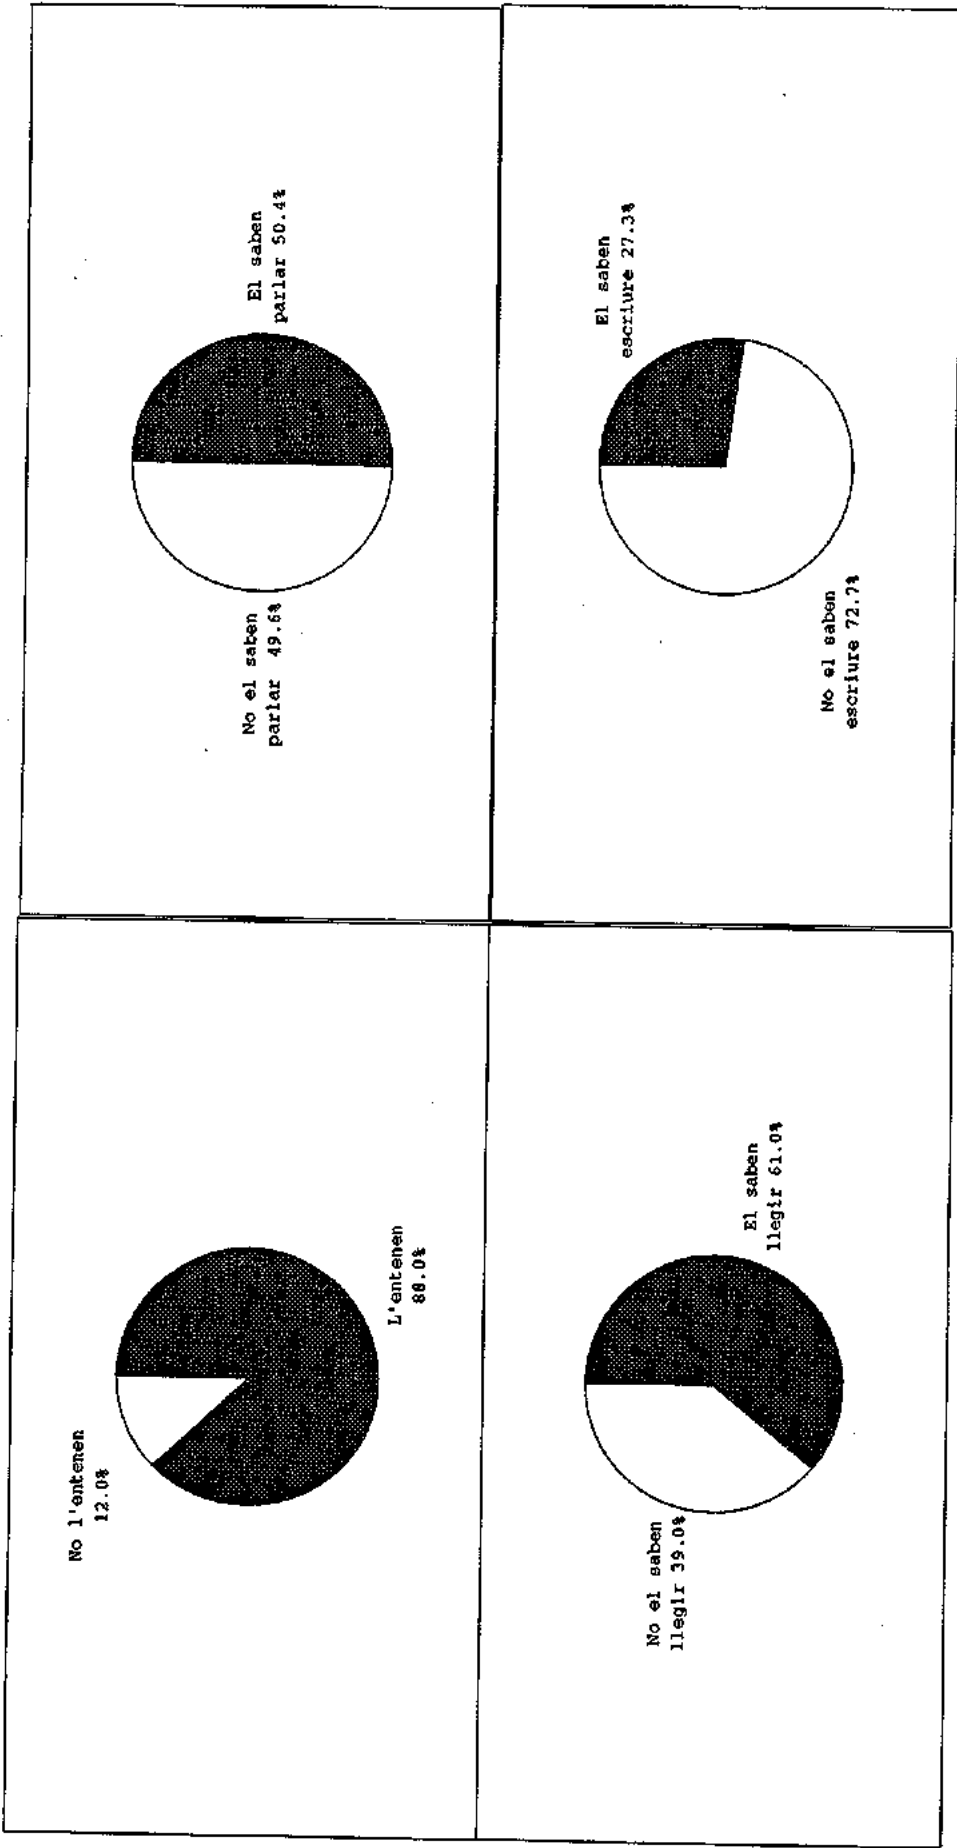 No l'entenen
12.0%
L'entenen
88.0%
El saben
parlar 50.4%
No el saben
parlar 49.6%
No el saben
llegir 39.0%
El saben
llegir 61.0%
El saben
escriure 27.3%
No el saben
escriure 72.7%